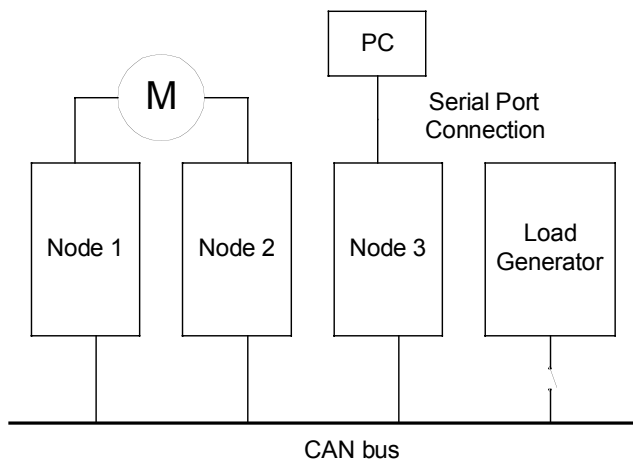 PC
M
Serial Port
Connection
Node 1
Node 2
Node 3
Load
Generator
CAN bus